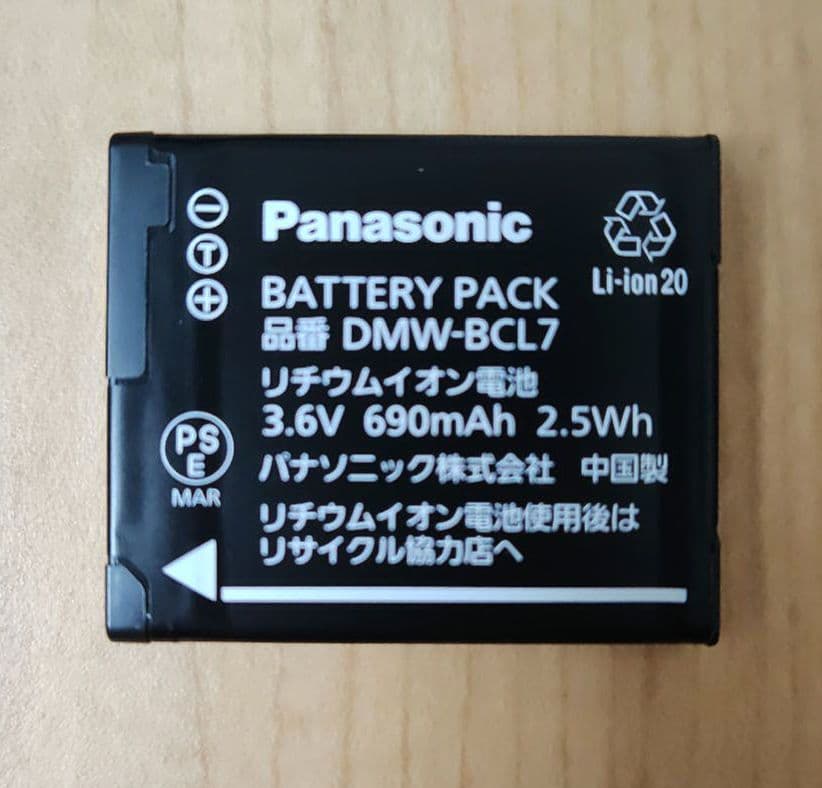 Panasonic
Li-ion20
BATTERY PACK
品番 DMW-BCL7
リチウムイオン電池
3.6V 690mAh 2.5Wh
パナソニック株式会社 中国製
リチウムイオン電池使用後は
リサイクル協力店へ
− T +
PS
E
MAR